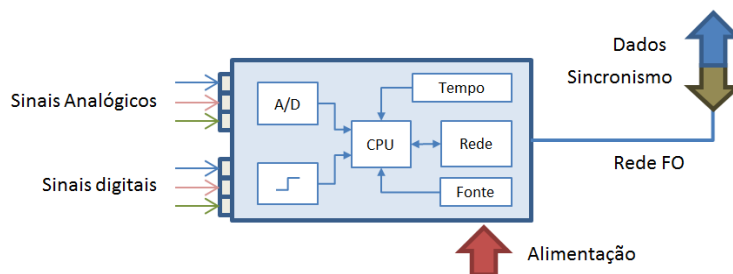 Dados
Sincronismo
Sinais Analógicos
A/D
Tempo
CPU
Rede
Rede FO
Sinais digitais
Fonte
Alimentação